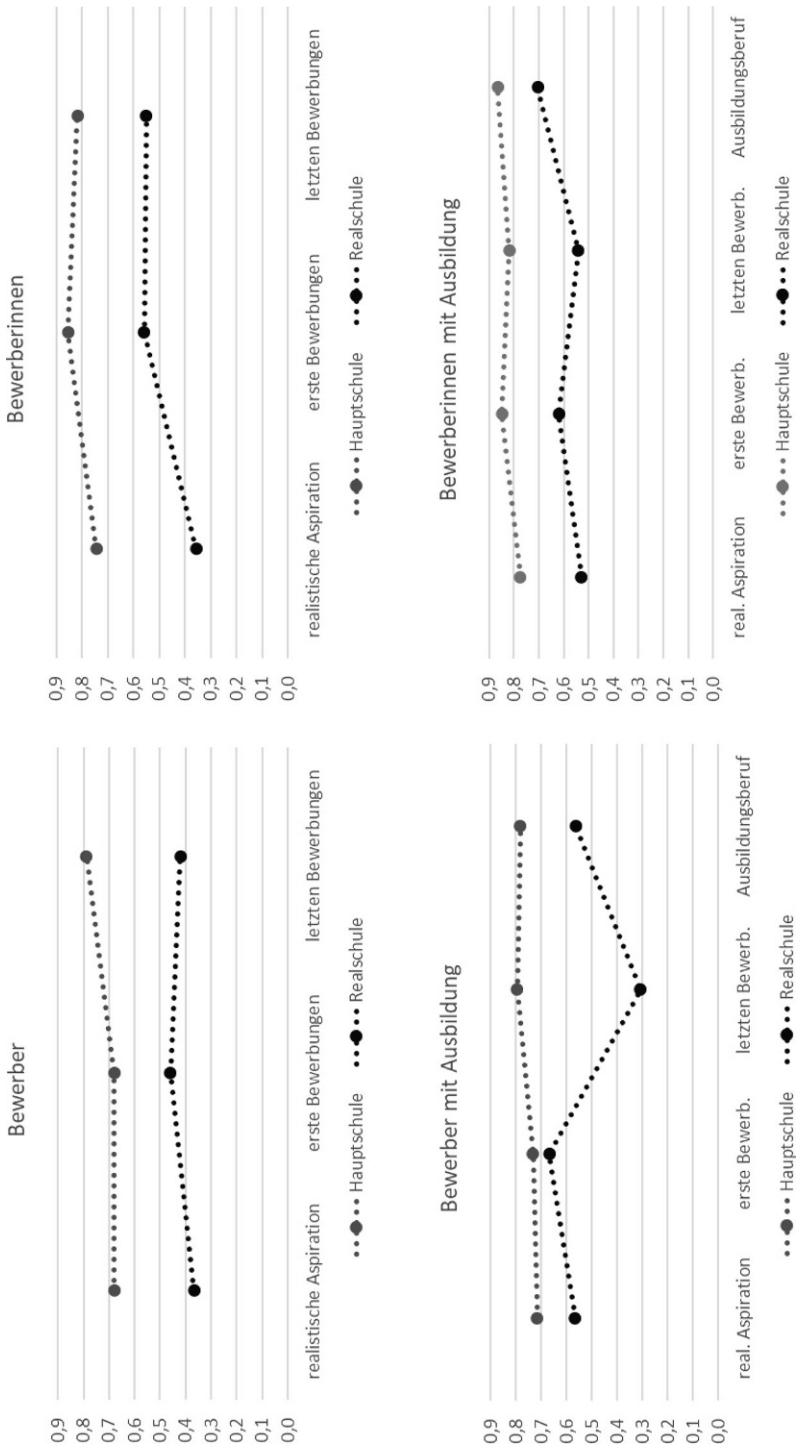 Bewerber
0,9
0,8
0,7
0,6
0,5
0,4
0,3
0,2
0,1
0,0
realistische Aspiration
erste Bewerbungen
letzten Bewerbungen
Hauptschule
Realschule
Bewerberinnen
0,9
0,8
0,7
0,6
0,5
0,4
0,3
0,2
0,1
0,0
realistische Aspiration
erste Bewerbungen
letzten Bewerbungen
Hauptschule
Realschule
Bewerber mit Ausbildung
0,9
0,8
0,7
0,6
0,5
0,4
0,3
0,2
0,1
0,0
real. Aspiration
erste Bewerb.
letzten Bewerb.
Ausbildungsberuf
Hauptschule
Realschule
Bewerberinnen mit Ausbildung
0,9
0,8
0,7
0,6
0,5
0,4
0,3
0,2
0,1
0,0
real. Aspiration
erste Bewerb.
letzten Bewerb.
Ausbildungsberuf
Hauptschule
Realschule